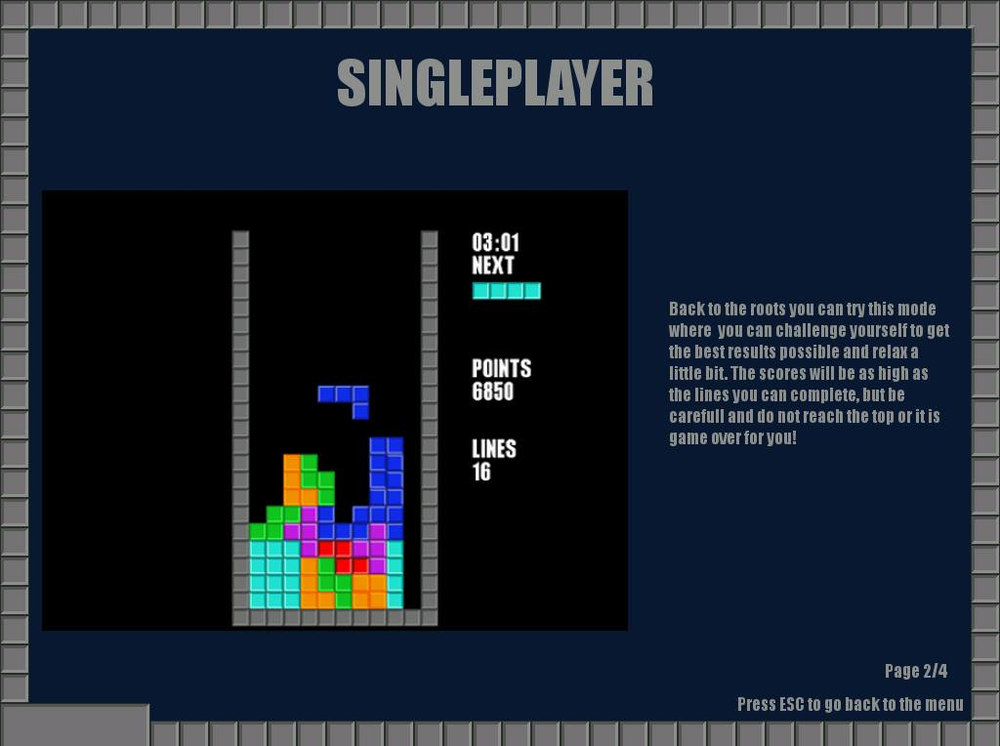 SINGLEPLAYER
03:01
NEXT
POINTS
6850
LINES
16
Back to the roots you can try this mode
where  you can challenge yourself to get
the best results possible and relax a
little bit. The scores will be as high as
the lines you can complete, but be
carefull and do not reach the top or it is
game over for you!
Page 2/4
Press ESC to go back to the menu